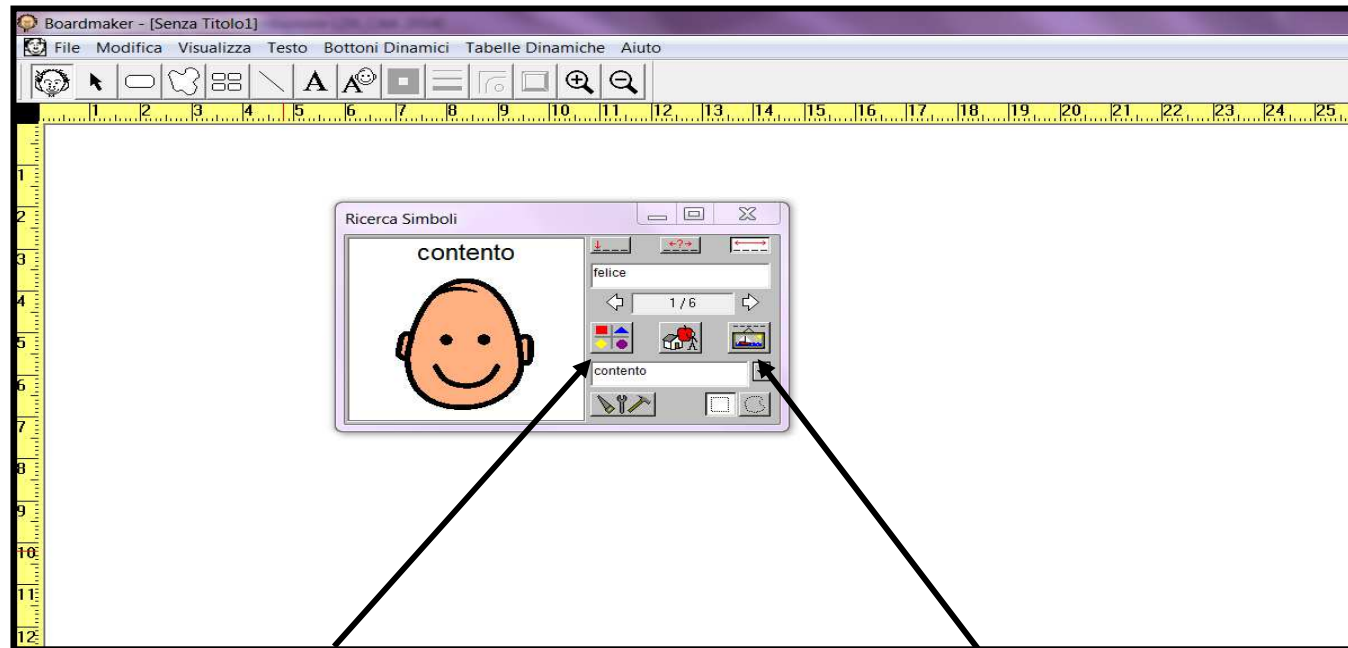 Boardmaker - [Senza Titolo1]
File Modifica Visualizza Testo Bottoni Dinamici Tabelle Dinamiche Aiuto
A A
1 2 3 4 5 6 7 8 9 10 11 12 13 14 15 16 17 18 19 20 21 22 23 24 25
1
2
3
4
5
6
7
8
9
10
11
12
Ricerca Simboli
contento
?
felice
1 / 6
contento